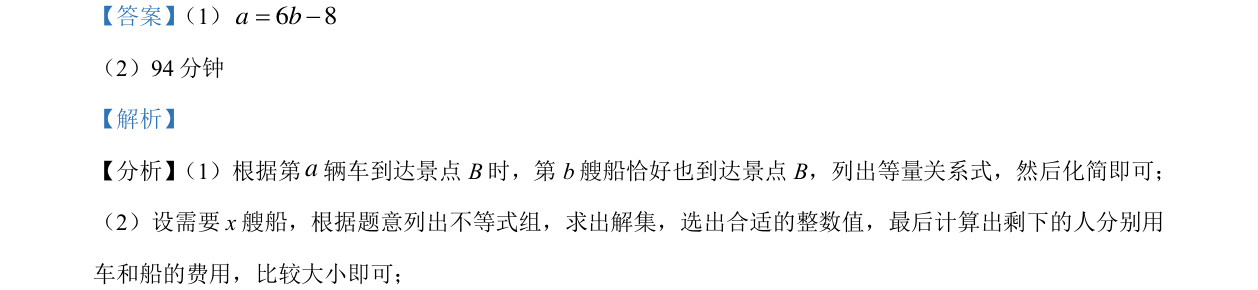 【答案】（1）a=6b-8
（2）94 分钟
【解析】
【分析】（1）根据第 a 辆车到达景点 B 时，第 b 艘船恰好也到达景点 B，列出等量关系式，然后化简即可；
（2）设需要 x 艘船，根据题意列出不等式组，求出解集，选出合适的整数值，最后计算出剩下的人分别用
车和船的费用，比较大小即可；